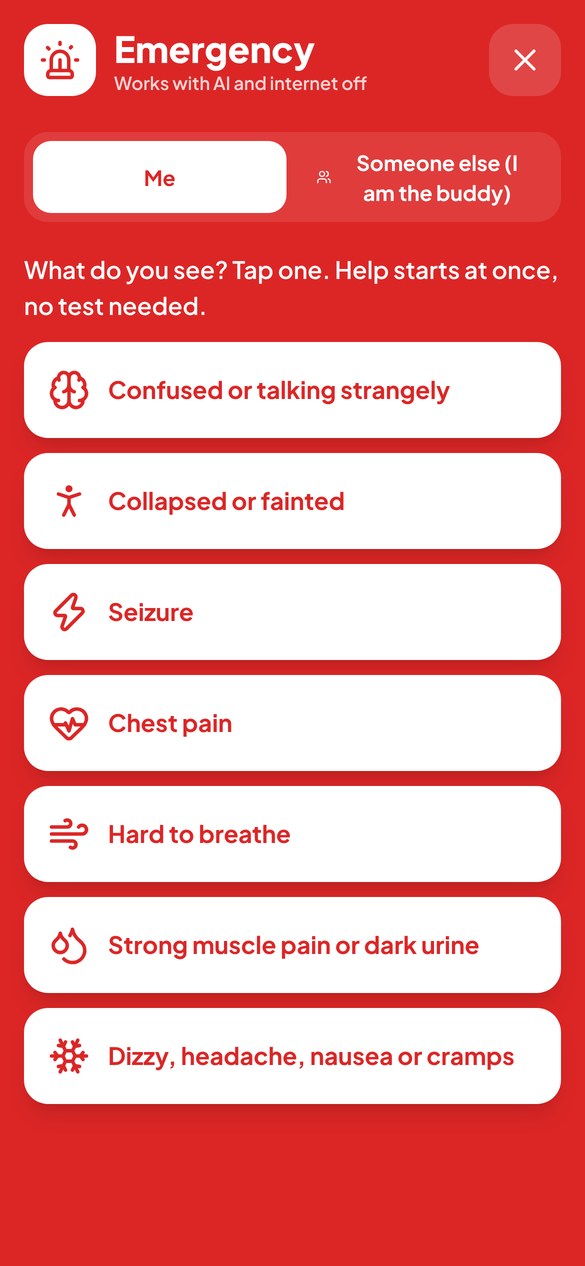 Emergency
Works with AI and internet off
Me
Someone else (I
am the buddy)
What do you see? Tap one. Help starts at once,
no test needed.
Confused or talking strangely
Collapsed or fainted
Seizure
Chest pain
Hard to breathe
Strong muscle pain or dark urine
Dizzy, headache, nausea or cramps